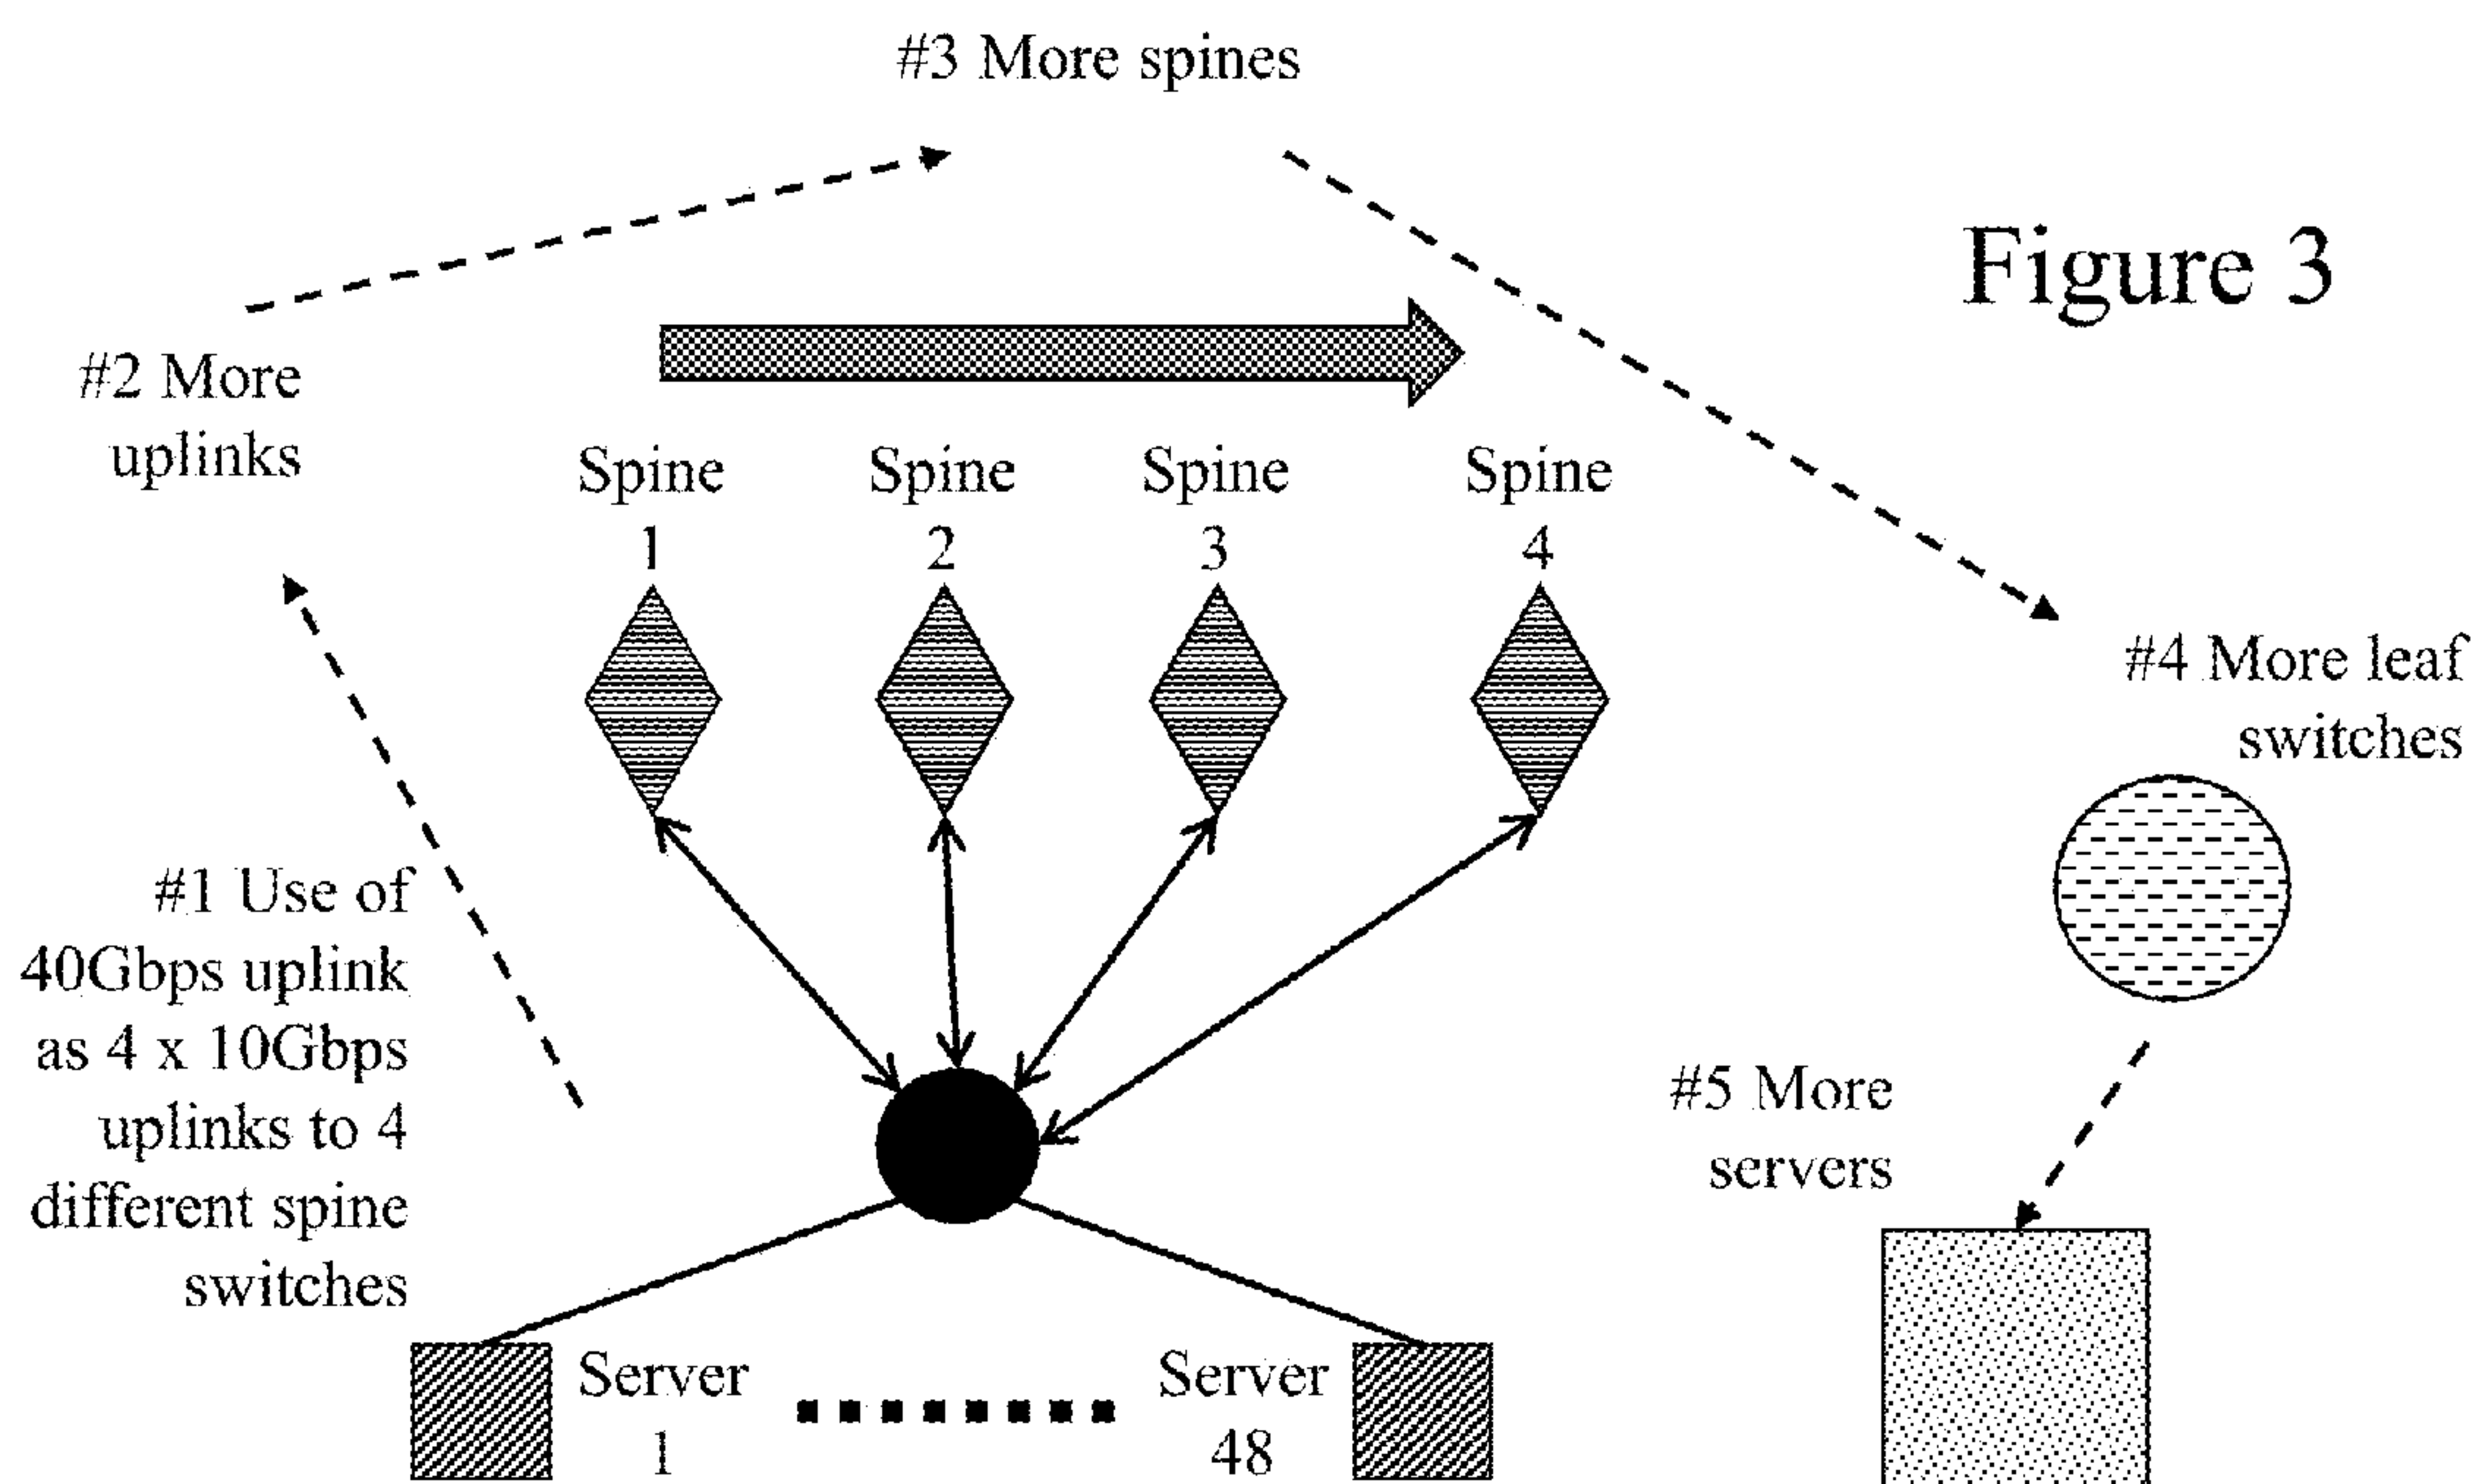 #3 More spines
Figure 3
#2 More
uplinks
Spine
1
Spine
2
Spine
3
Spine
4
#4 More leaf
switches
#1 Use of
40Gbps uplink
as 4 x 10Gbps
uplinks to 4
different spine
switches
#5 More
servers
Server
1
Server
48